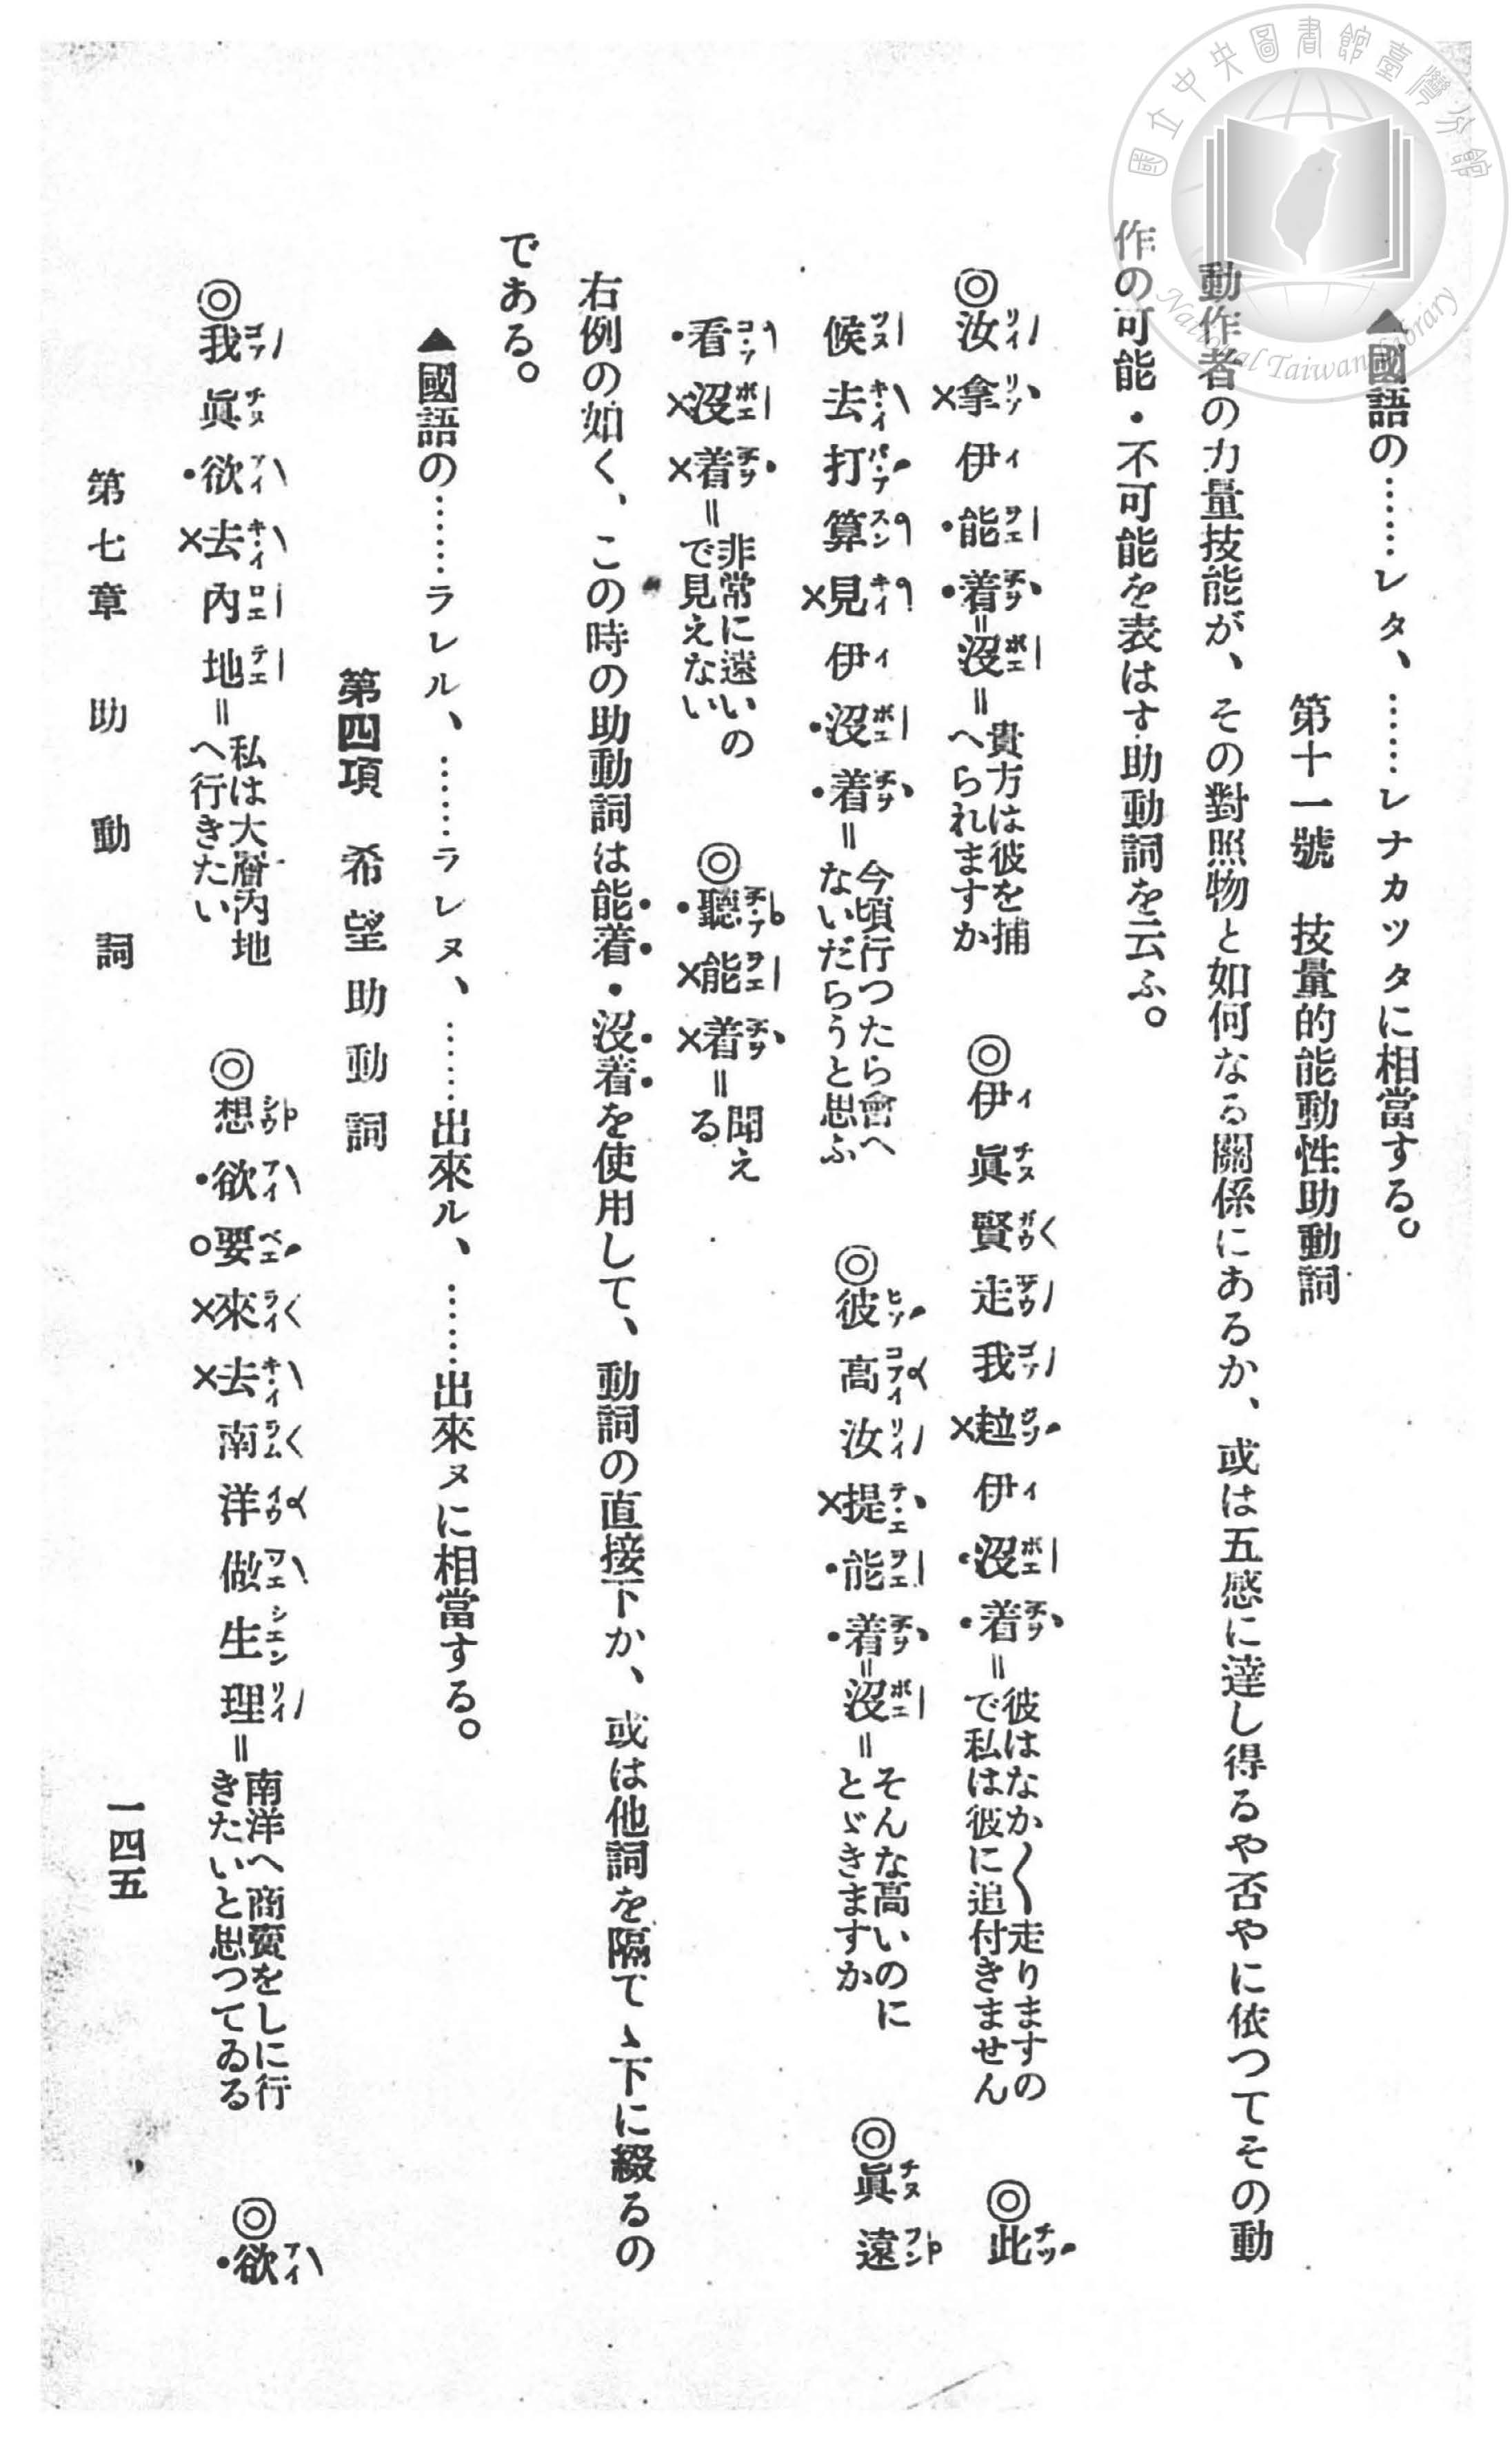 國立中央圖書館臺灣分館
National Taiwan Library
▲國語の……レタ、……レナカッタに相當する。
第十一號　技量的能動性助動詞
動作者の力量技能が、その對照物と如何なる關係にあるか、或は五感に達し得るや否やに依つてその動
作の可能・不可能を表はす助動詞を云ふ。
◎汝拿伊能着=沒=貴方は彼を捕へられますか　◎伊眞賢走我趁伊沒着=彼はなか〱走りますので私は彼に追付きません　◎此
候去打算見伊沒着=今頃行つたら會へないだらうと思ふ　◎彼高汝提能着=沒=そんな高いのにとゞきますか　◎眞遠
看沒着=非常に遠いので見えない　◎聽能着=聞える
右例の如く、この時の助動詞は能着・沒着を使用して、動詞の直接下か、或は他詞を隔てゝ下に綴るの
である。
▲國語の……ラレル、……ラレヌ、……出來ル、……出來ヌに相當する。
第四項　希望助動詞
◎我眞欲去內地=私は大層內地へ行きたい　◎想欲要來去南洋做生理=南洋へ商賣をしに行きたいと思つてゐる　◎欲
第七章　助動詞　一四五